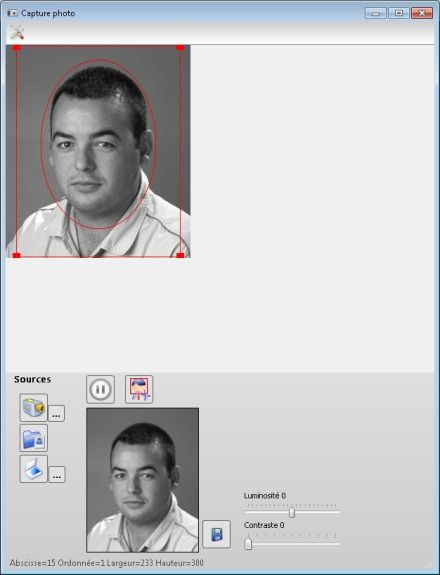 Capture photo
Sources
...
...
Luminosité 0
Contraste 0
Abscisse=15 Ordonnée=1 Largeur=233 Hauteur=300